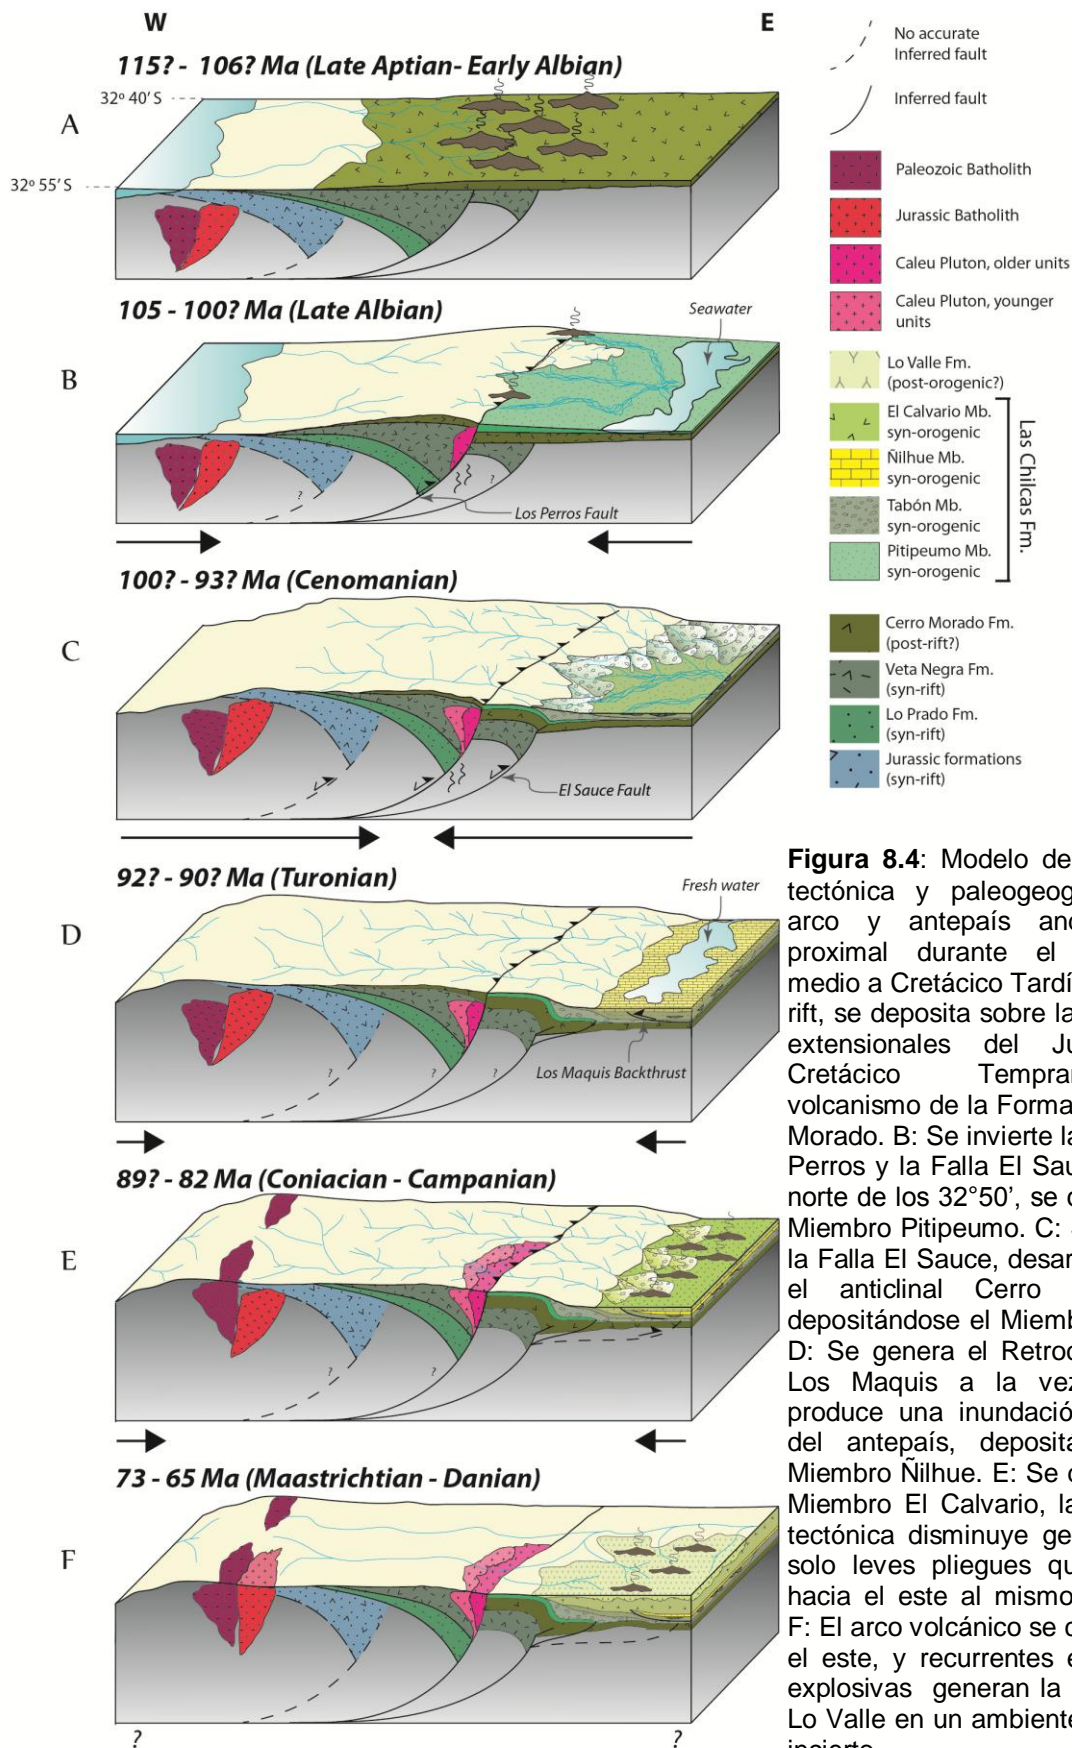 W
E
115? - 106? Ma (Late Aptian- Early Albian)
32° 40' S
A
32° 55' S
105 - 100? Ma (Late Albian)
Seawater
B
?
?
Los Perros Fault
100? - 93? Ma (Cenomanian)
C
El Sauce Fault
92? - 90? Ma (Turonian)
Fresh water
D
?
?
?
Los Maquis Backthrust
89? - 82 Ma (Coniacian - Campanian)
E
?
?
73 - 65 Ma (Maastrichtian - Danian)
F
?
?
No accurate
Inferred fault
Inferred fault
Paleozoic Batholith
Jurassic Batholith
Caleu Pluton, older units
Caleu Pluton, younger
units
Lo Valle Fm.
(post-orogenic?)
El Calvario Mb.
syn-orogenic
Ñilhue Mb.
syn-orogenic
Tabón Mb.
syn-orogenic
Pitipeumo Mb.
syn-orogenic
Las Chilcas Fm.
Cerro Morado Fm.
(post-rift?)
Veta Negra Fm.
(syn-rift)
Lo Prado Fm.
(syn-rift)
Jurassic formations
(syn-rift)
Figura 8.4: Modelo de
tectónica y paleogeog
arco y antepaís and
proximal durante el
medio a Cretácico Tardí
rift, se deposita sobre la
extensionales del Ju
Cretácico Tempra
volcanismo de la Forma
Morado. B: Se invierte la
Perros y la Falla El Sau
norte de los 32°50’, se d
Miembro Pitipeumo. C:
la Falla El Sauce, desar
el anticlinal Cerro
depositándose el Miemb
D: Se genera el Retroc
Los Maquis a la vez
produce una inundació
del antepaís, deposita
Miembro Ñilhue. E: Se d
Miembro El Calvario, la
tectónica disminuye ge
solo leves pliegues qu
hacia el este al mismo
F: El arco volcánico se d
el este, y recurrentes e
explosivas generan la
Lo Valle en un ambiente